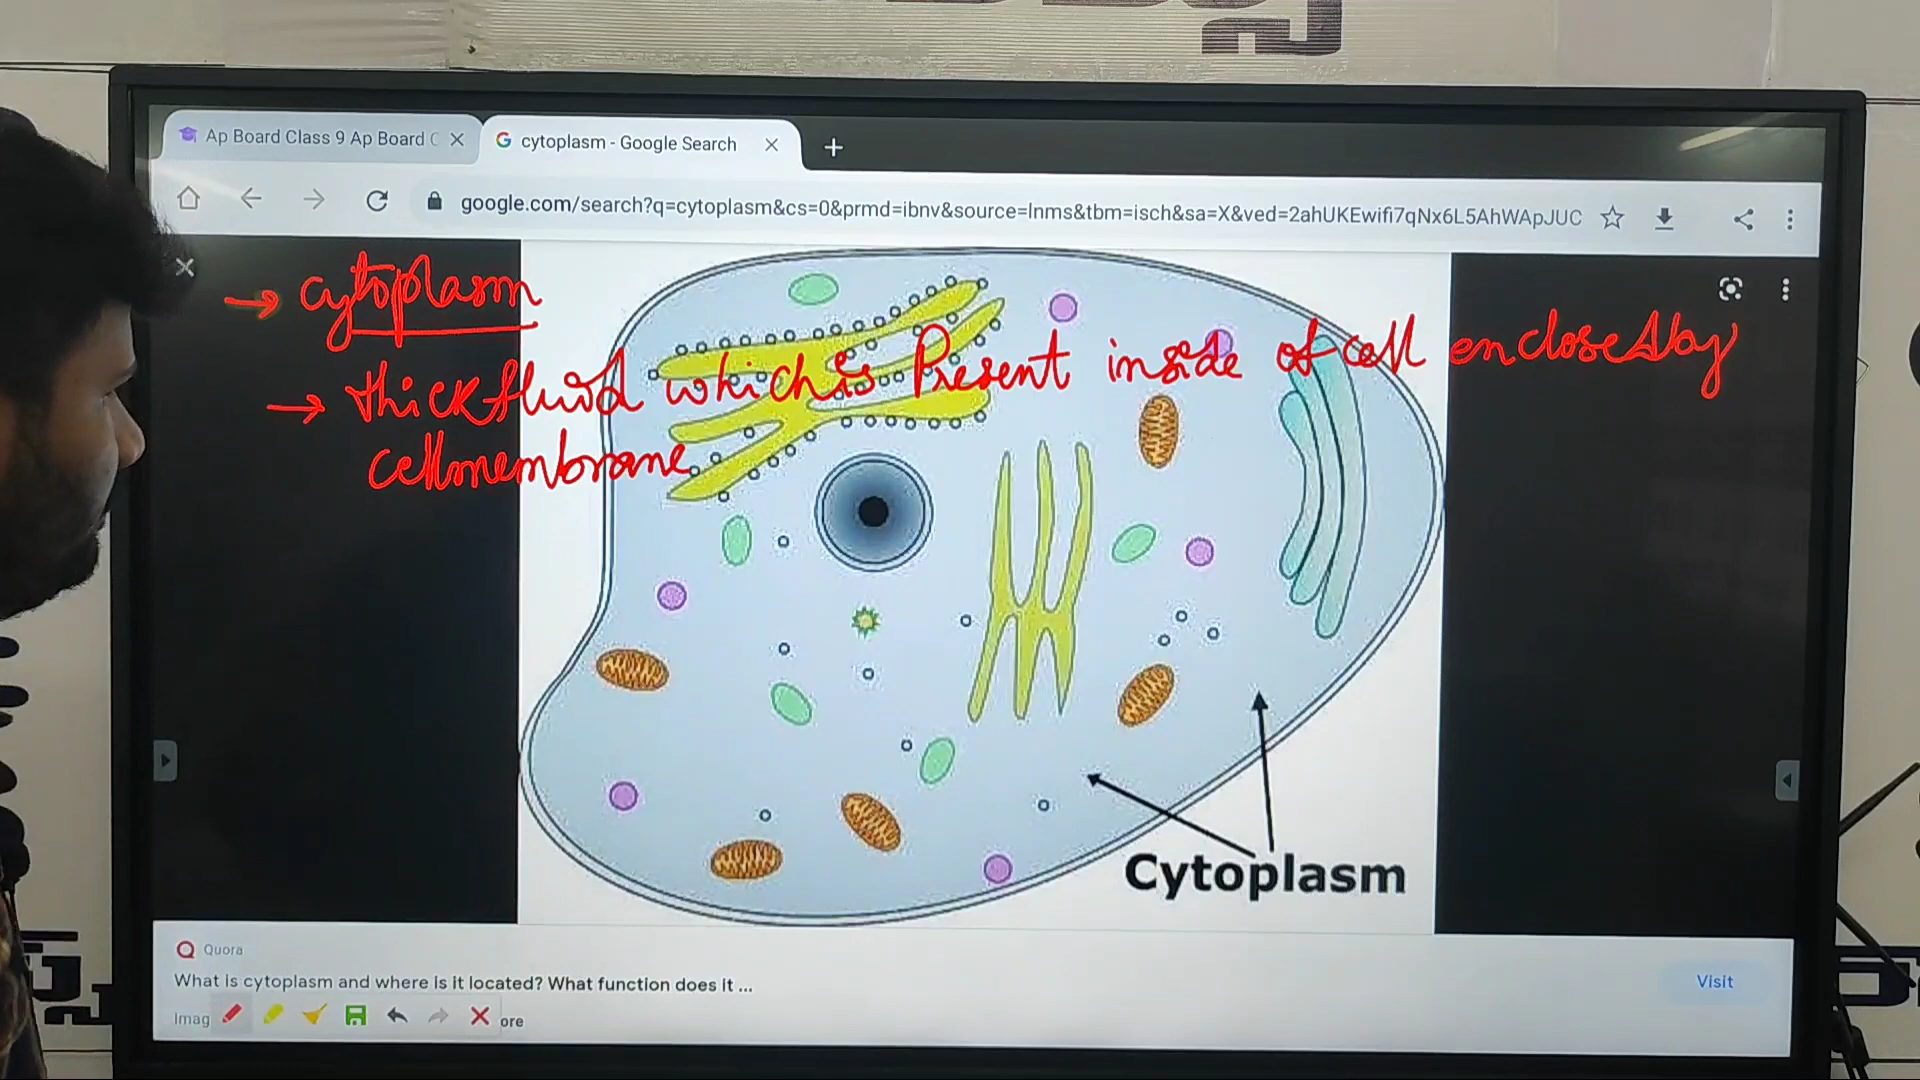 Ap Board Class 9 Ap Board C
cytoplasm - Google Search
google.com/search?q=cytoplasm&cs=0&prmd=ibnv&source=lnms&tbm=isch&sa=X&ved=2ahUKEwifi7qNx6L5AhWApJUC
→ cytoplasm
→ thick fluid which is Present inside of cell enclosed by
cellmembrane
Cytoplasm
Quora
What is cytoplasm and where is it located? What function does it ...
Visit
Imag
ore